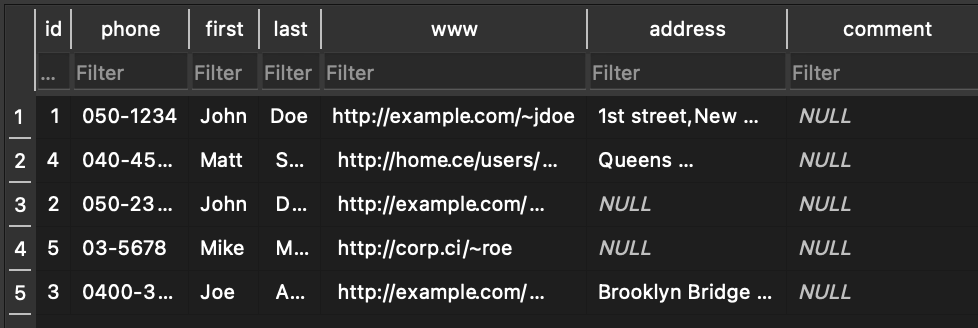 id phone first last www address comment
... Filter Filter Filter Filter Filter Filter
1 1 050-1234 John Doe http://example.com/~jdoe 1st street,New ... NULL
2 4 040-45... Matt S... http://home.ce/users/... Queens ... NULL
3 2 050-23... John D... http://example.com/... NULL NULL
4 5 03-5678 Mike M... http://corp.ci/~roe NULL NULL
5 3 0400-3... Joe A... http://example.com/... Brooklyn Bridge ... NULL